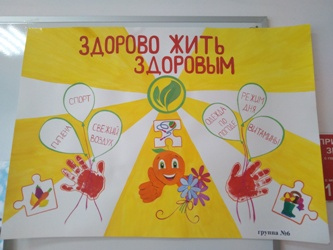 ЗДОРОВО ЖИТЬ
ЗДОРОВЫМ
СПОРТ
ГИГИЕНА
СВЕЖИЙ
ВОЗДУХ
РЕЖИМ
ДНЯ
ОДЕЖДА
ПО
ПОГОДЕ
ВИТАМИНЫ
группа №6